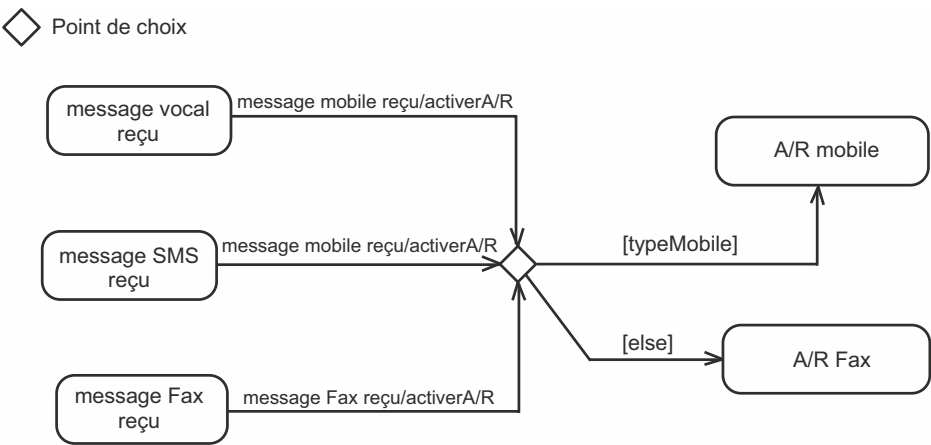 Point de choix
message vocal
reçu
message mobile reçu/activerA/R
A/R mobile
message SMS
reçu
message mobile reçu/activerA/R
[typeMobile]
[else]
A/R Fax
message Fax
reçu
message Fax reçu/activerA/R